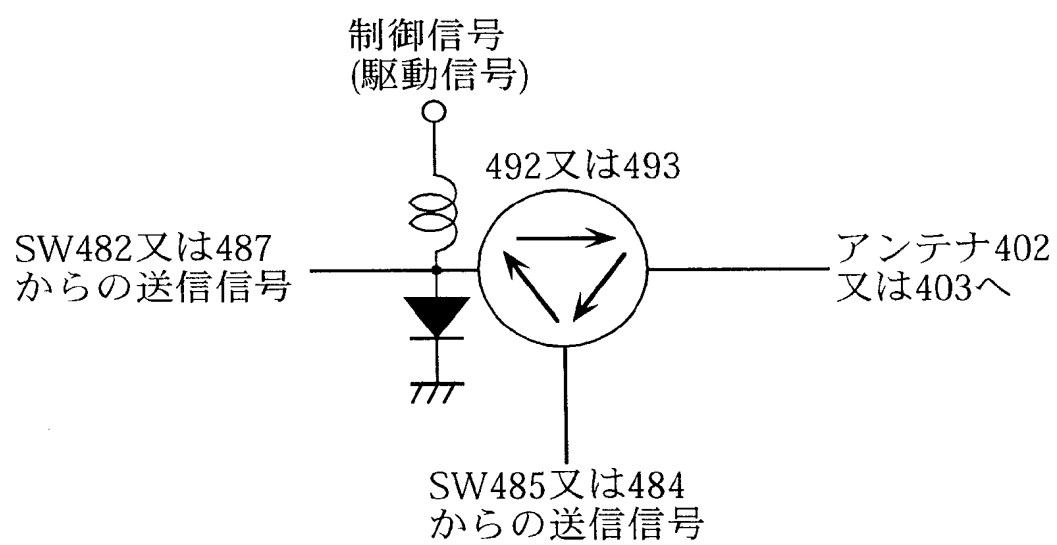 制御信号
(駆動信号)
492又は493
SW482又は487
からの送信信号
アンテナ402
又は403へ
SW485又は484
からの送信信号